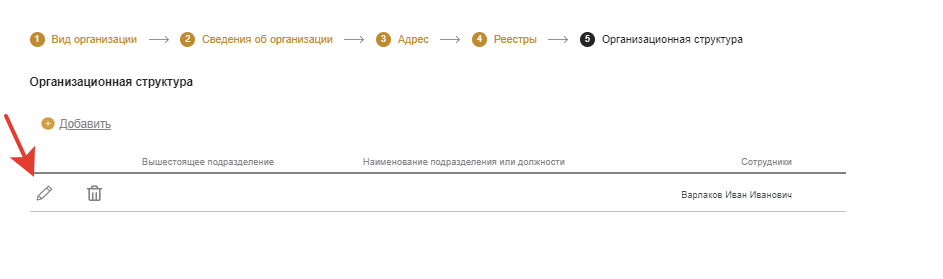 1 Вид организации 2 Сведения об организации 3 Адрес 4 Реестры 5 Организационная структура
Организационная структура
+ Добавить
Вышестоящее подразделение Наименование подразделения или должности Сотрудники
Варлаков Иван Иванович